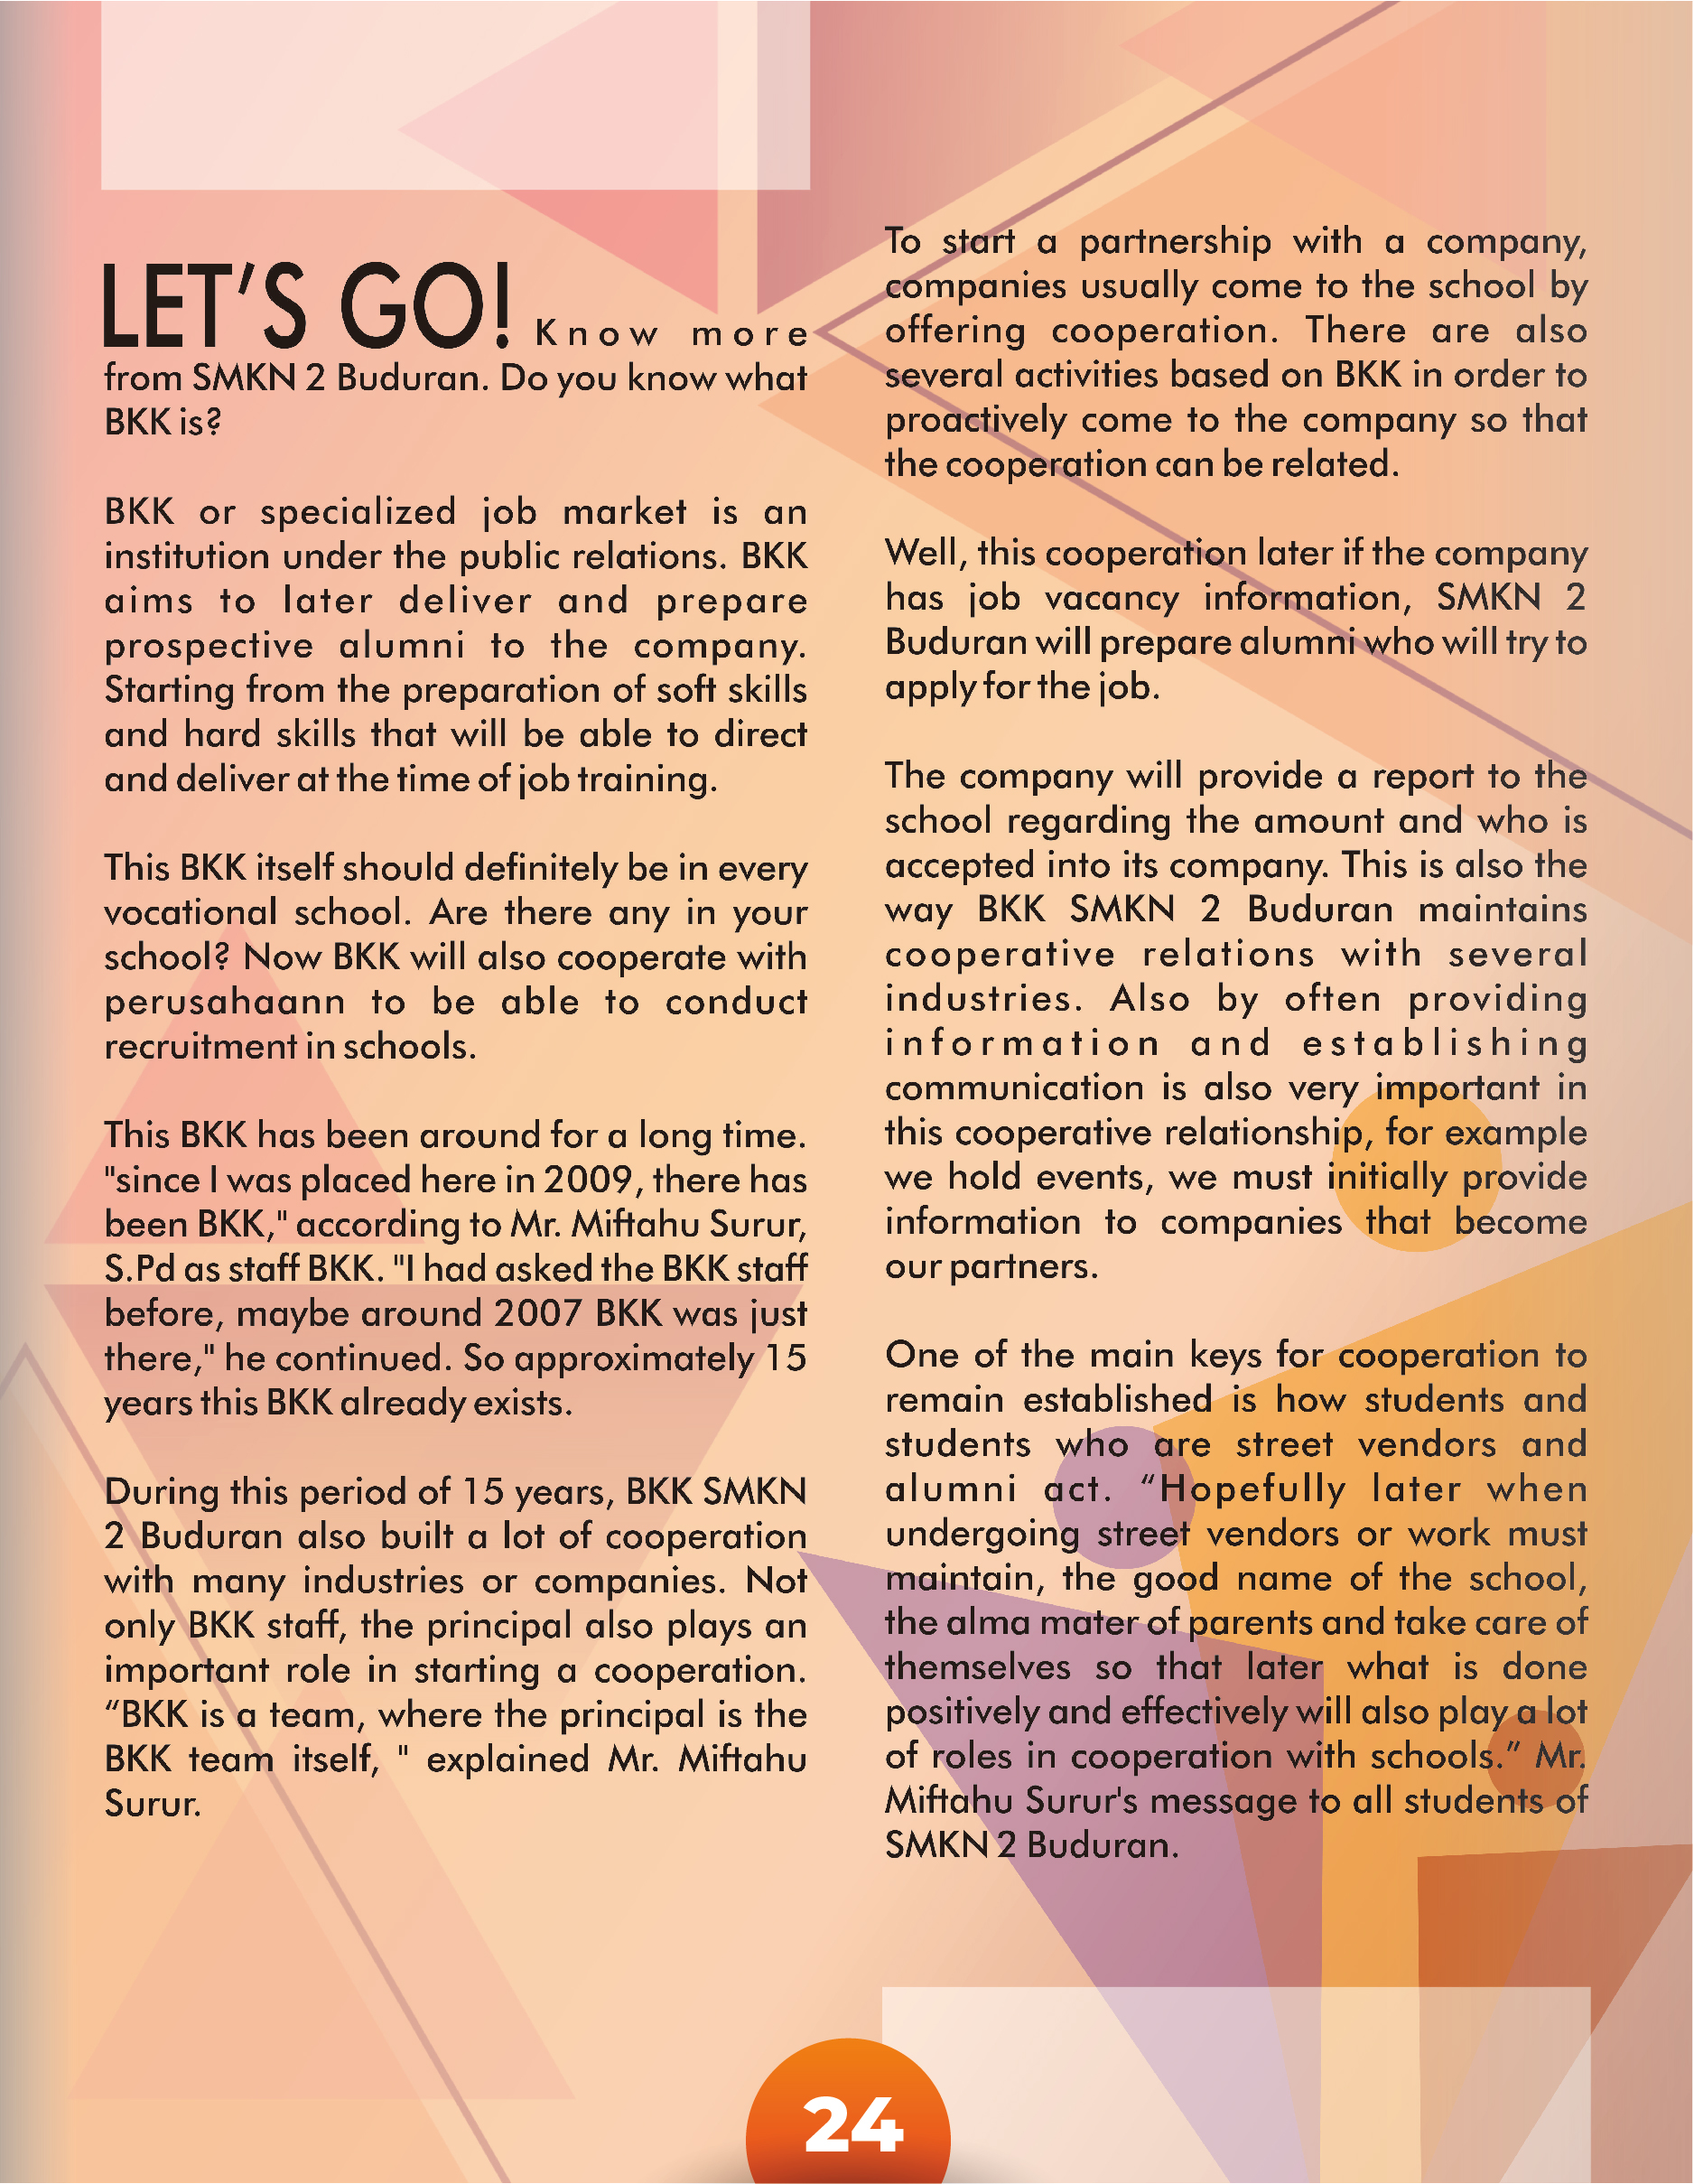 LET'S GO! Know more
from SMKN 2 Buduran. Do you know what
BKK is?
BKK or specialized job market is an
institution under the public relations. BKK
aims to later deliver and prepare
prospective alumni to the company.
Starting from the preparation of soft skills
and hard skills that will be able to direct
and deliver at the time of job training.
This BKK itself should definitely be in every
vocational school. Are there any in your
school? Now BKK will also cooperate with
perusahaann to be able to conduct
recruitment in schools.
This BKK has been around for a long time.
"since I was placed here in 2009, there has
been BKK," according to Mr. Miftahu Surur,
S.Pd as staff BKK. "I had asked the BKK staff
before, maybe around 2007 BKK was just
there," he continued. So approximately 15
years this BKK already exists.
During this period of 15 years, BKK SMKN
2 Buduran also built a lot of cooperation
with many industries or companies. Not
only BKK staff, the principal also plays an
important role in starting a cooperation.
“BKK is a team, where the principal is the
BKK team itself, " explained Mr. Miftahu
Surur.
To start a partnership with a company,
companies usually come to the school by
offering cooperation. There are also
several activities based on BKK in order to
proactively come to the company so that
the cooperation can be related.
Well, this cooperation later if the company
has job vacancy information, SMKN 2
Buduran will prepare alumni who will try to
apply for the job.
The company will provide a report to the
school regarding the amount and who is
accepted into its company. This is also the
way BKK SMKN 2 Buduran maintains
cooperative relations with several
industries. Also by often providing
information and establishing
communication is also very important in
this cooperative relationship, for example
we hold events, we must initially provide
information to companies that become
our partners.
One of the main keys for cooperation to
remain established is how students and
students who are street vendors and
alumni act. “Hopefully later when
undergoing street vendors or work must
maintain, the good name of the school,
the alma mater of parents and take care of
themselves so that later what is done
positively and effectively will also play a lot
of roles in cooperation with schools.” Mr.
Miftahu Surur's message to all students of
SMKN 2 Buduran.
24